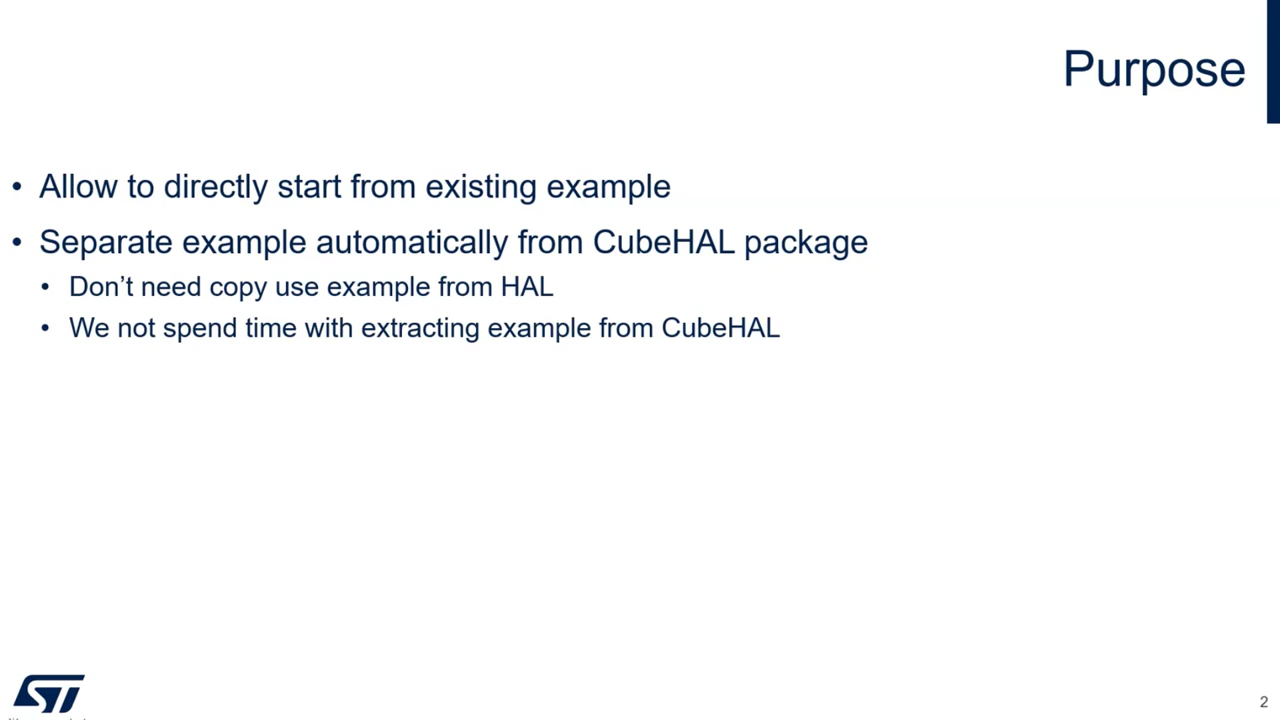 Purpose
• Allow to directly start from existing example
• Separate example automatically from CubeHAL package
• Don’t need copy use example from HAL
• We not spend time with extracting example from CubeHAL
ST
2